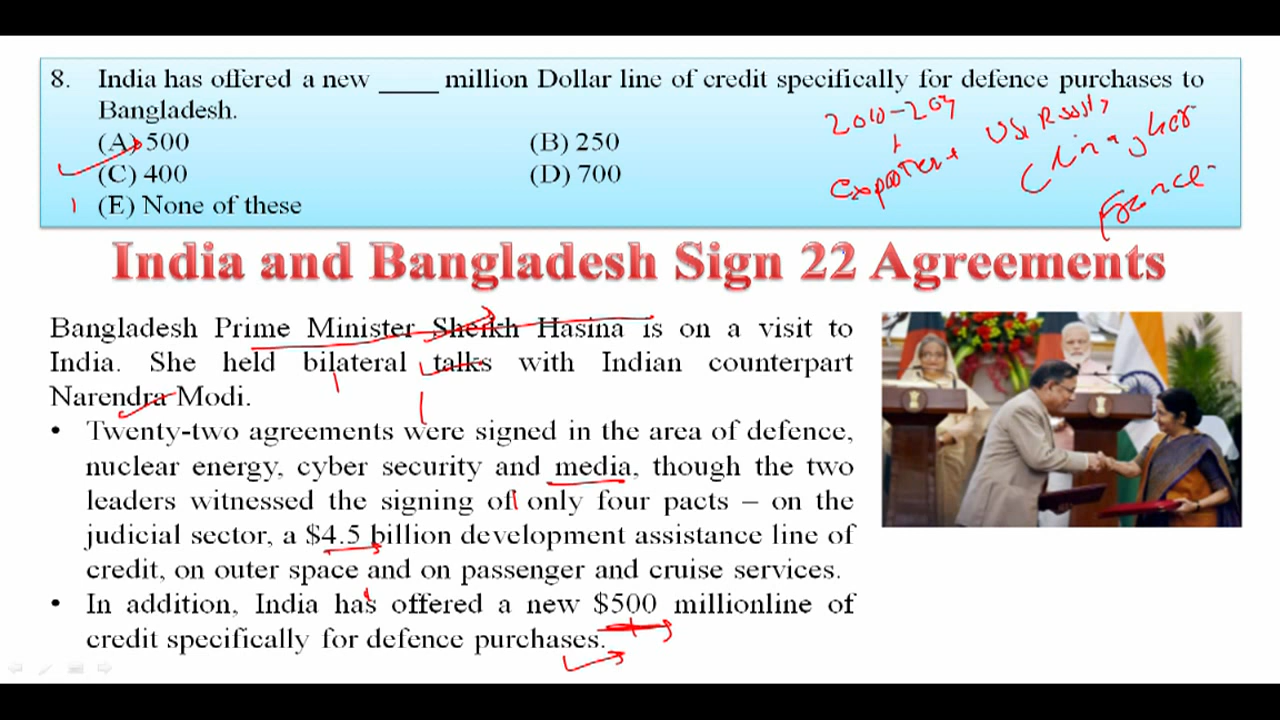 8. India has offered a new ____ million Dollar line of credit specifically for defence purchases to
Bangladesh.
(A) 500 (B) 250
(C) 400 (D) 700
(E) None of these
India and Bangladesh Sign 22 Agreements
Bangladesh Prime Minister Sheikh Hasina is on a visit to
India. She held bilateral talks with Indian counterpart
Narendra Modi.
• Twenty-two agreements were signed in the area of defence,
nuclear energy, cyber security and media, though the two
leaders witnessed the signing of only four pacts – on the
judicial sector, a $4.5 billion development assistance line of
credit, on outer space and on passenger and cruise services.
• In addition, India has offered a new $500 millionline of
credit specifically for defence purchases.